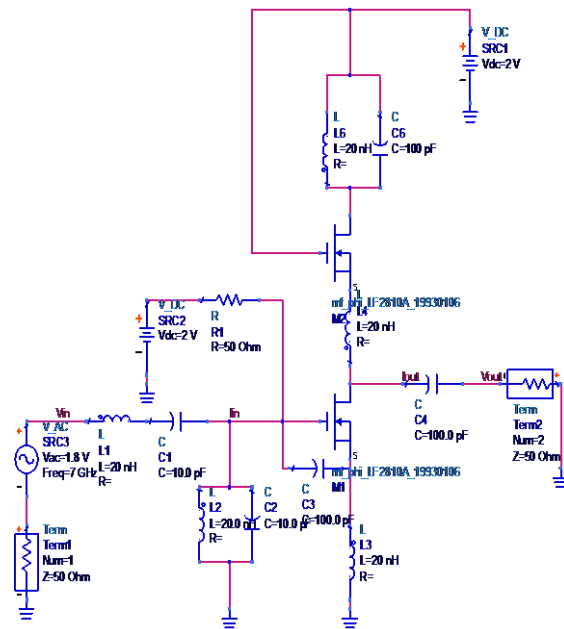 V_DC
SRC1
Vdc=2 V
L
L6
L=20 nH
R=
C
C6
C=100 pF
S
mf_phi_LF2810A_19930106
M2
L
L4
L=20 nH
R=
V_DC
SRC2
Vdc=2 V
R
R1
R=50 Ohm
Vin
Iin
Iout
Vout
V_AC
SRC3
Vac=1.8 V
Freq=7 GHz
L
L1
L=20 nH
R=
C
C1
C=10.0 pF
C
C4
C=100.0 pF
Term
Term2
Num=2
Z=50 Ohm
S
mf_phi_LF2810A_19930106
M1
C
C3
C=100.0 pF
L
L2
L=20.0 nH
R=
C
C2
C=10.0 pF
Term
Term1
Num=1
Z=50 Ohm
L
L3
L=20 nH
R=